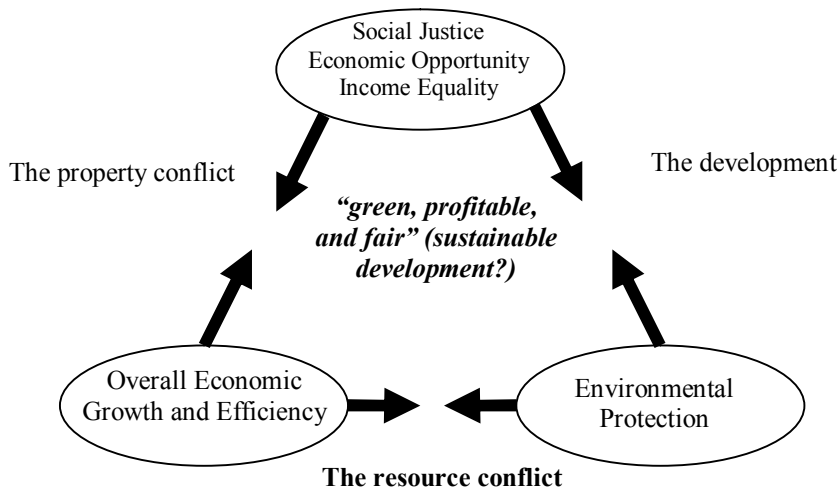 Social Justice
Economic Opportunity
Income Equality
The property conflict
The development
“green, profitable,
and fair” (sustainable
development?)
Overall Economic
Growth and Efficiency
Environmental
Protection
The resource conflict